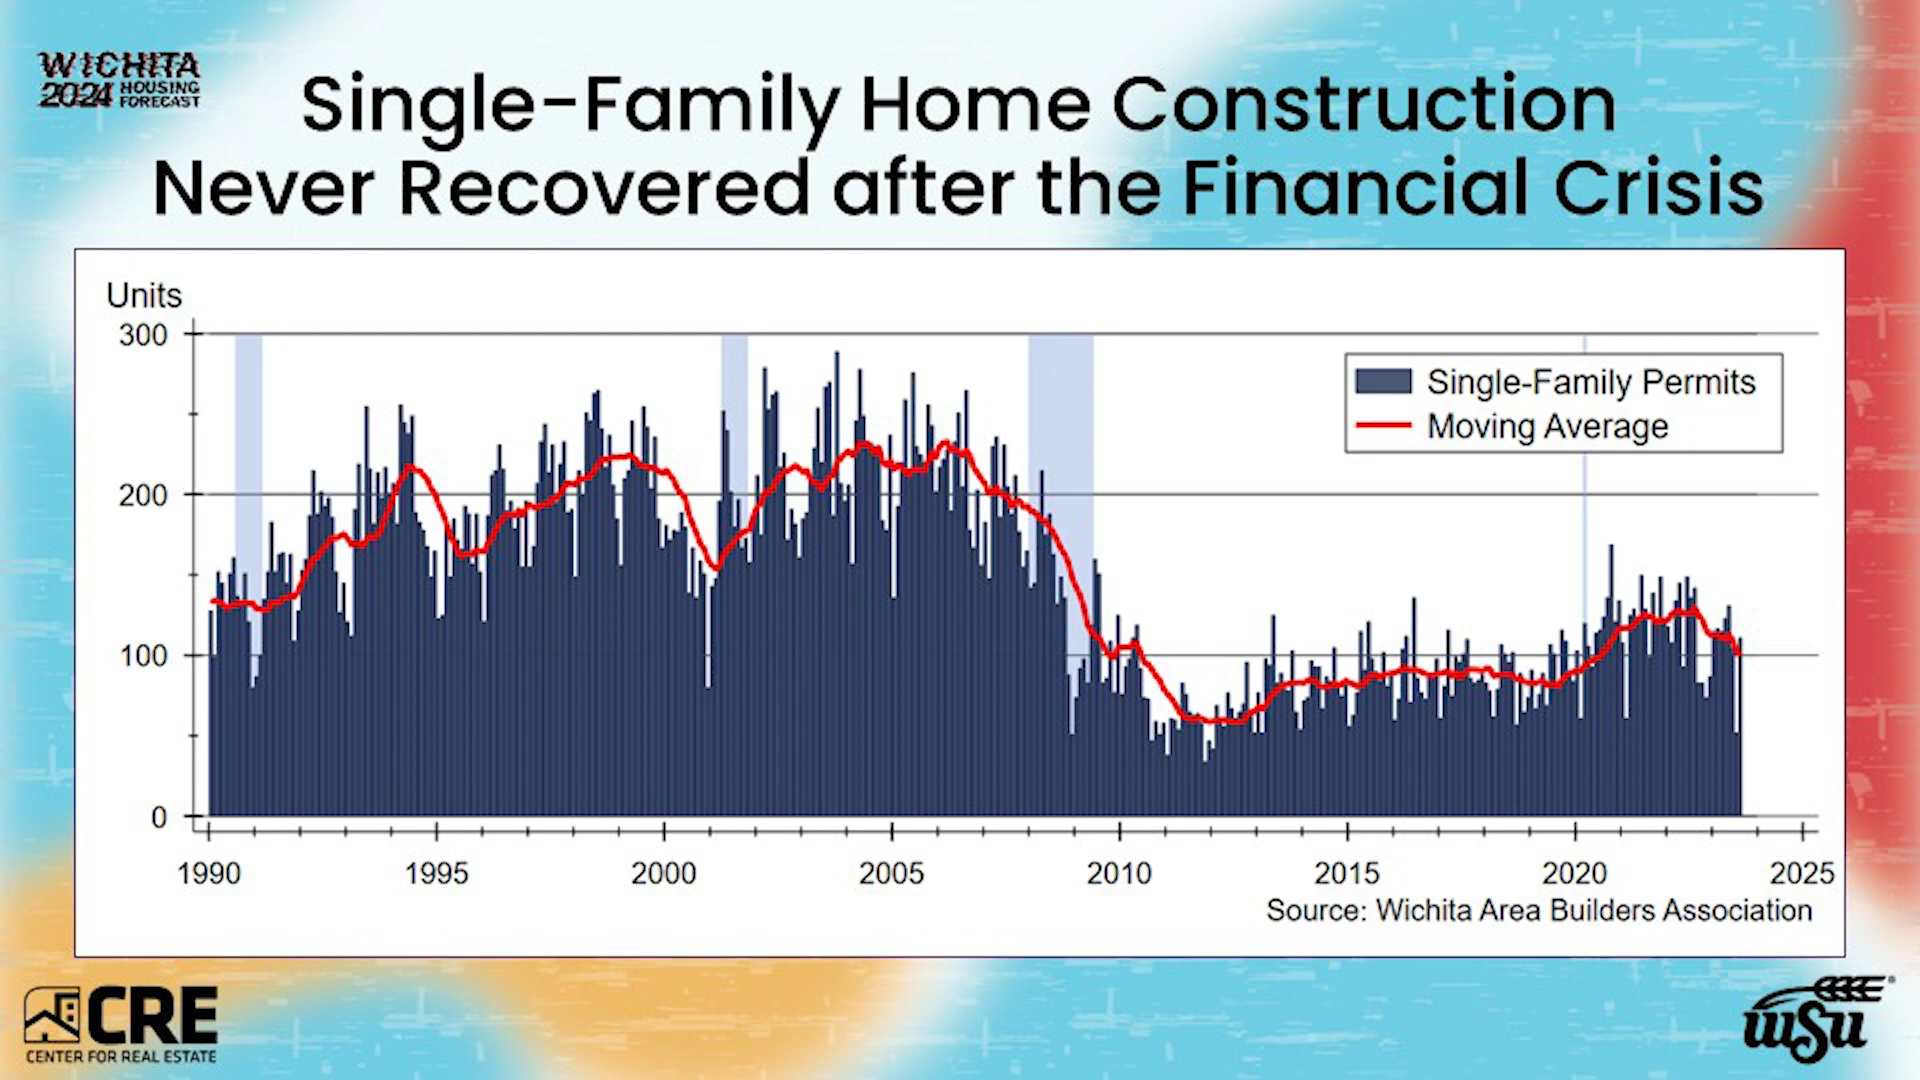 WICHITA
2024 HOUSING
FORECAST
Single-Family Home Construction
Never Recovered after the Financial Crisis
Units
300
200
100
0
Single-Family Permits
Moving Average
1990 1995 2000 2005 2010 2015 2020 2025
Source: Wichita Area Builders Association
CRE
CENTER FOR REAL ESTATE
wsu